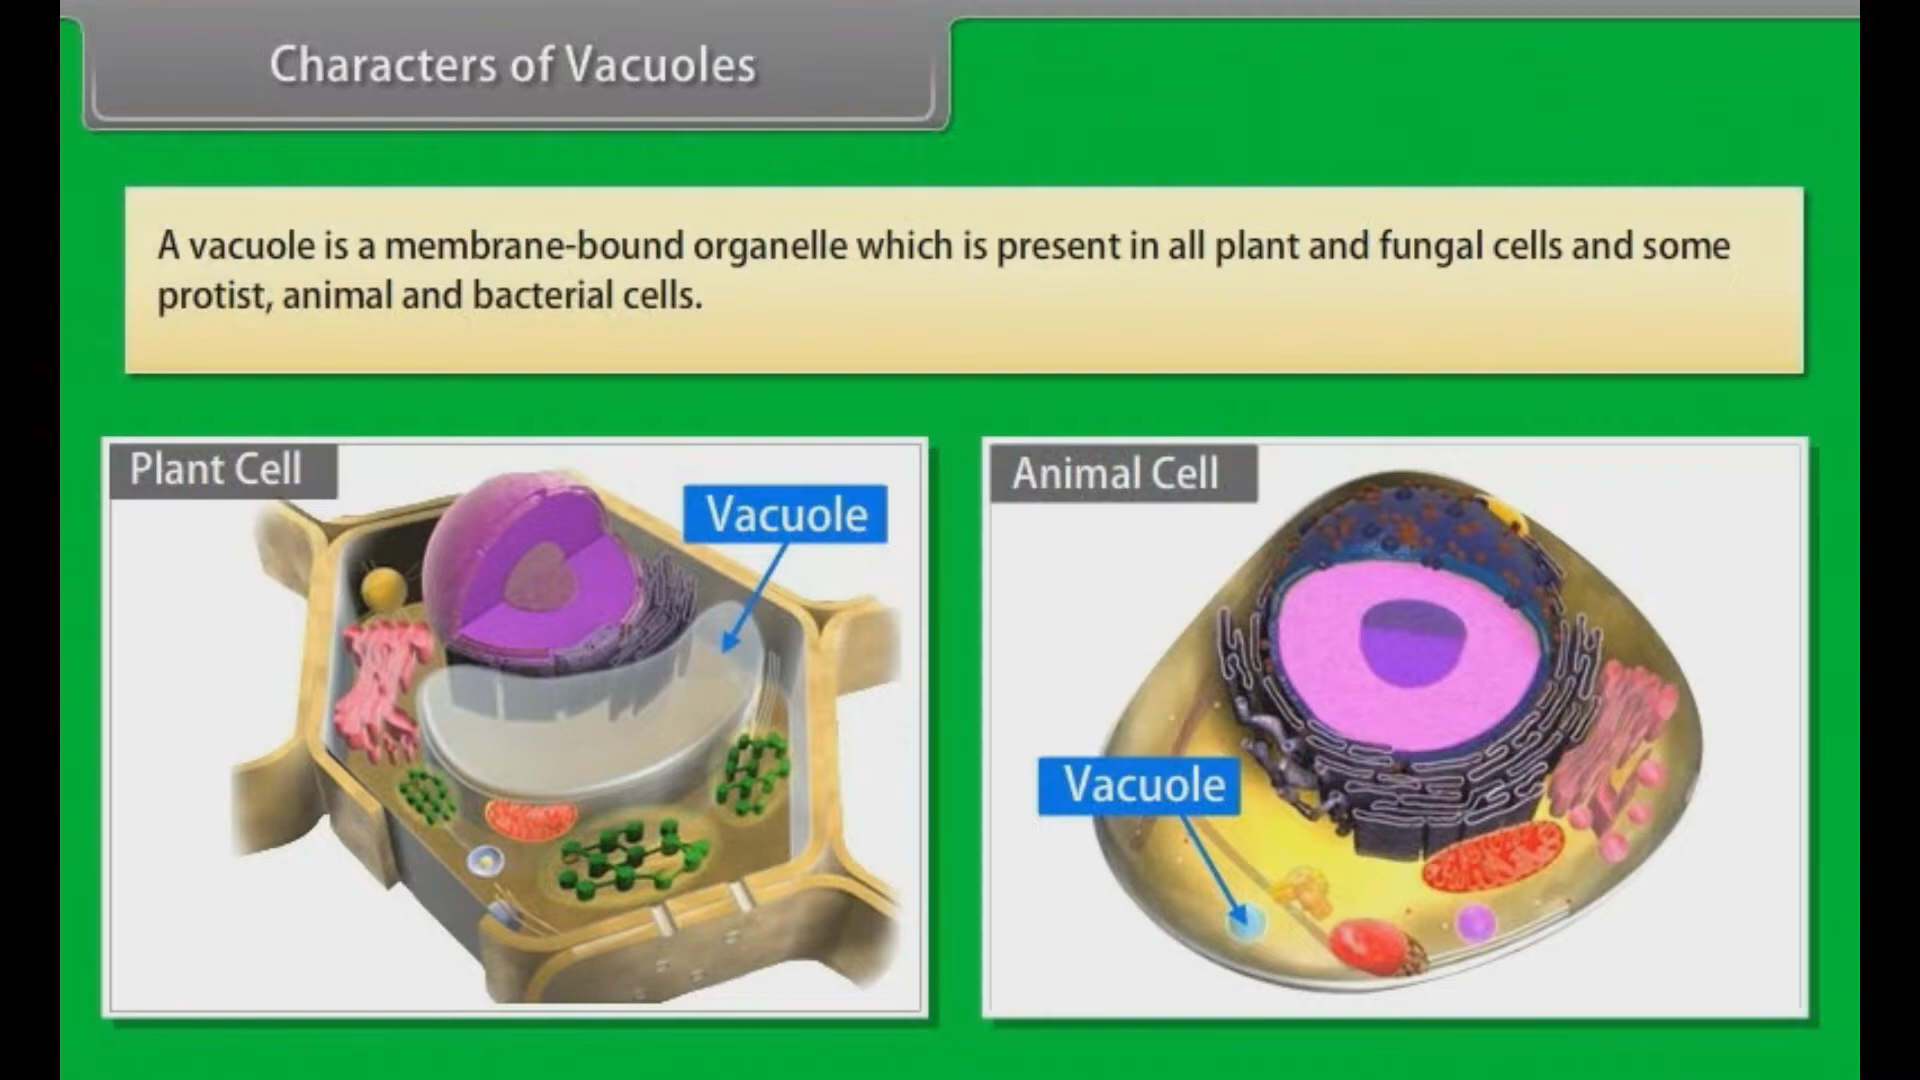 Characters of Vacuoles
A vacuole is a membrane-bound organelle which is present in all plant and fungal cells and some
protist, animal and bacterial cells.
Plant Cell
Vacuole
Animal Cell
Vacuole